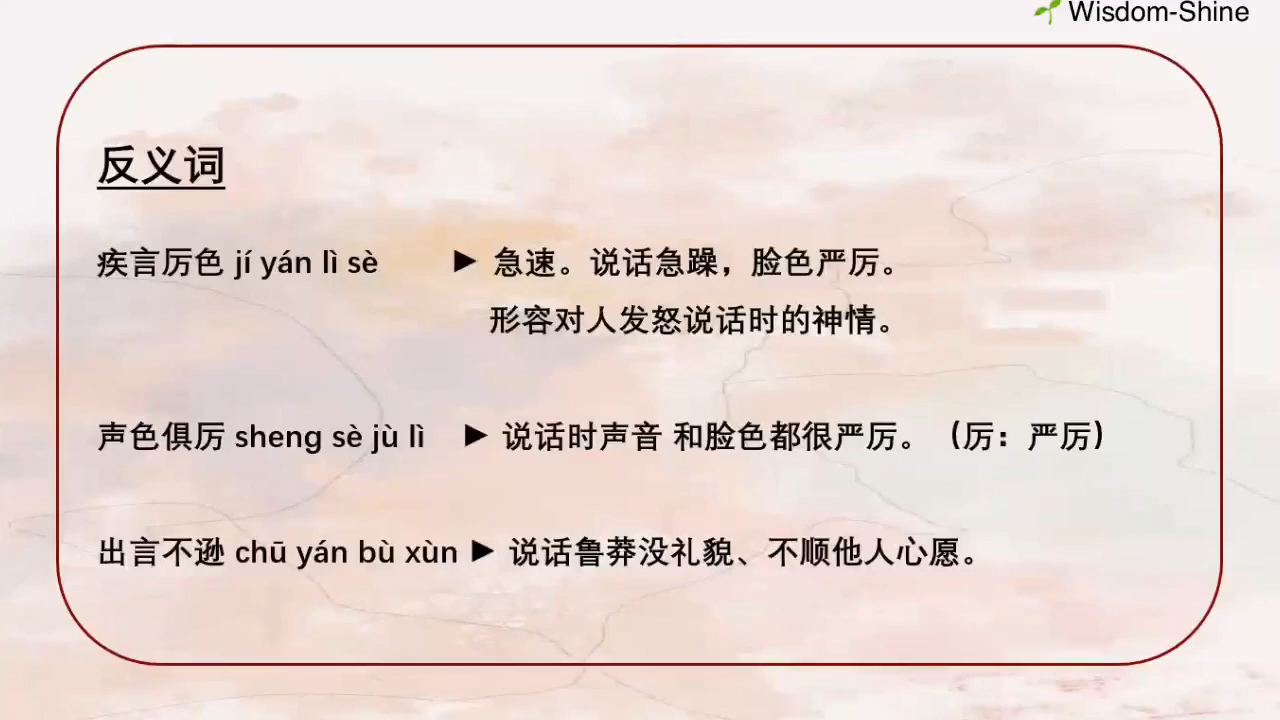 Wisdom-Shine
反义词
疾言厉色 jí yán lì sè ▶ 急速。说话急躁，脸色严厉。
形容对人发怒说话时的神情。
声色俱厉 sheng sè jù lì ▶ 说话时声音 和脸色都很严厉。（厉：严厉）
出言不逊 chū yán bù xùn ▶ 说话鲁莽没礼貌、不顺他人心愿。